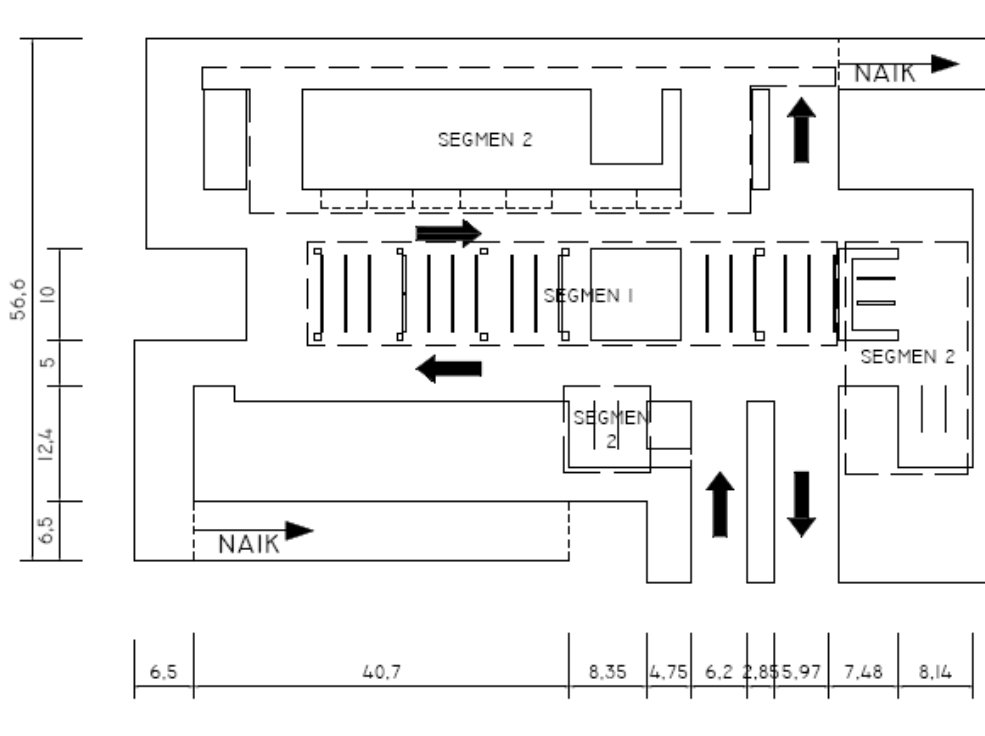 NAIK
SEGMEN 2
56,6
10
SEGMEN 1
5
SEGMEN 2
SEGMEN
2
12,4
6,5
NAIK
6,5
40,7
8,35
4,75
6,2
2,85
5,97
7,48
8,14